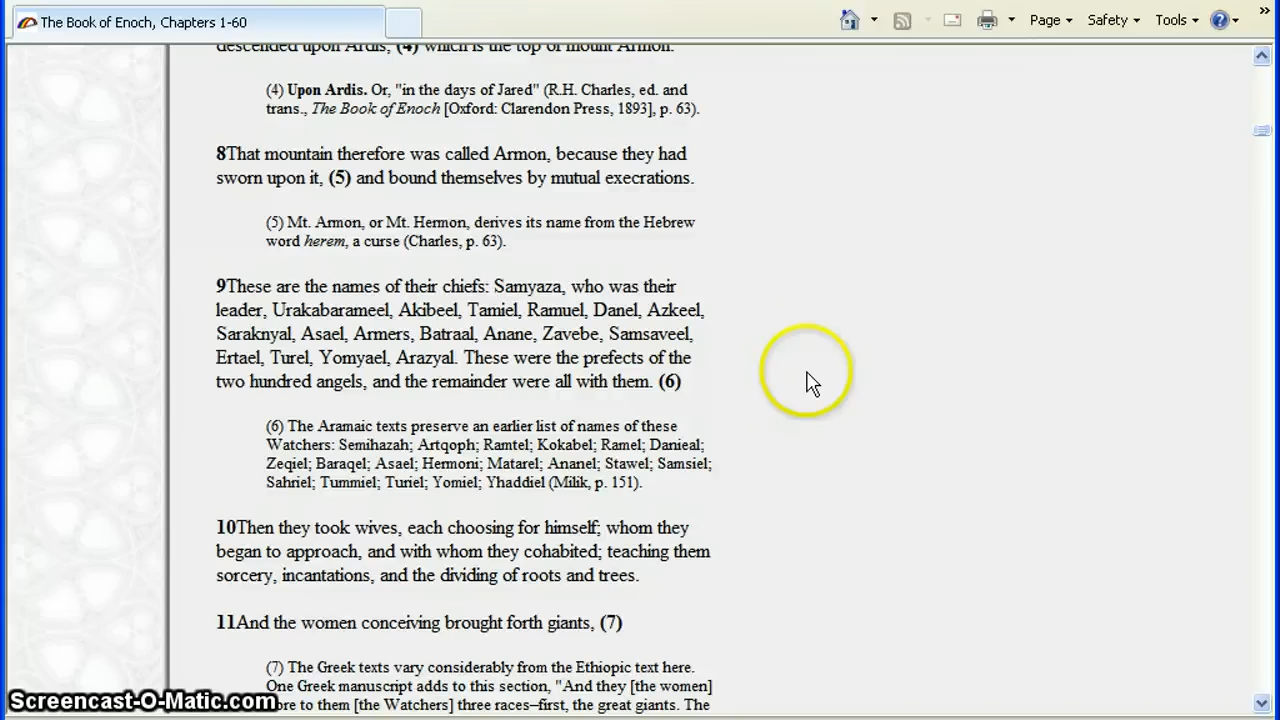 The Book of Enoch, Chapters 1-60
Page
Safety
Tools
descended upon Ardis, (4) which is the top of mount Armon.
(4) Upon Ardis. Or, "in the days of Jared" (R.H. Charles, ed. and
trans., The Book of Enoch [Oxford: Clarendon Press, 1893], p. 63).
8That mountain therefore was called Armon, because they had
sworn upon it, (5) and bound themselves by mutual execrations.
(5) Mt. Armon, or Mt. Hermon, derives its name from the Hebrew
word herem, a curse (Charles, p. 63).
9These are the names of their chiefs: Samyaza, who was their
leader, Urakabarameel, Akibeel, Tamiel, Ramuel, Danel, Azkeel,
Saraknyal, Asael, Armers, Batraal, Anane, Zavebe, Samsaveel,
Ertael, Turel, Yomyael, Arazyal. These were the prefects of the
two hundred angels, and the remainder were all with them. (6)
(6) The Aramaic texts preserve an earlier list of names of these
Watchers: Semihazah; Artqoph; Ramtel; Kokabel; Ramel; Danieal;
Zeqiel; Baraqel; Asael; Hermoni; Matarel; Ananel; Stawel; Samsiel;
Sahriel; Tummiel; Turiel; Yomiel; Yhaddiel (Milik, p. 151).
10Then they took wives, each choosing for himself; whom they
began to approach, and with whom they cohabited; teaching them
sorcery, incantations, and the dividing of roots and trees.
11And the women conceiving brought forth giants, (7)
(7) The Greek texts vary considerably from the Ethiopic text here.
One Greek manuscript adds to this section, "And they [the women]
bore to them [the Watchers] three races–first, the great giants. The
Screencast-O-Matic.com